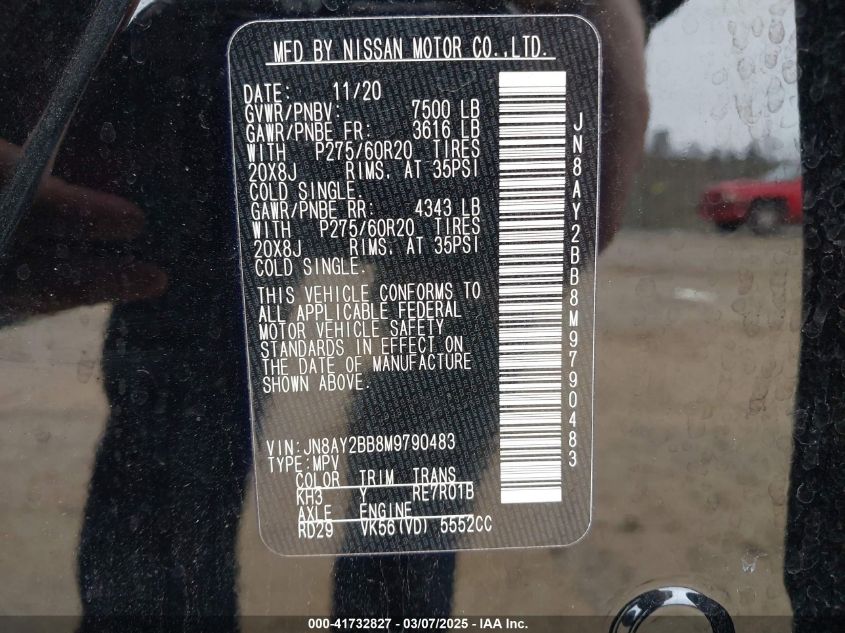 MFD BY NISSAN MOTOR CO.,LTD.
DATE: 11/20
GVWR/PNBV: 7500 LB
GAWR/PNBE FR: 3616 LB
WITH P275/60R20 TIRES
20X8J RIMS. AT 35PSI
COLD SINGLE.
GAWR/PNBE RR: 4343 LB
WITH P275/60R20 TIRES
20X8J RIMS. AT 35PSI
COLD SINGLE.
THIS VEHICLE CONFORMS TO
ALL APPLICABLE FEDERAL
MOTOR VEHICLE SAFETY
STANDARDS IN EFFECT ON
THE DATE OF MANUFACTURE
SHOWN ABOVE.
VIN:JN8AY2BB8M9790483
TYPE:MPV
COLOR TRIM TRANS
KH3 Y RE7R01B
AXLE ENGINE
RD29 VK56(VD) 5552CC
JN8AY2BB8M9790483
000-41732827 - 03/07/2025 - IAA Inc.